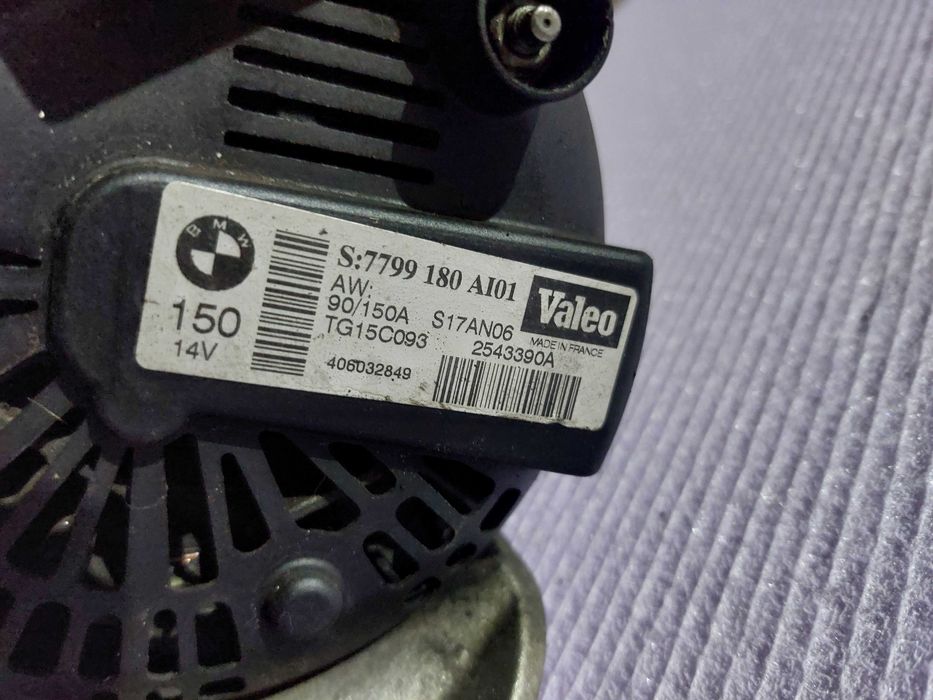 BMW
150
14V
S:7799 180 AI01
AW:
90/150A S17AN06
TG15C093 2543390A
406032849
Valeo
MADE IN FRANCE